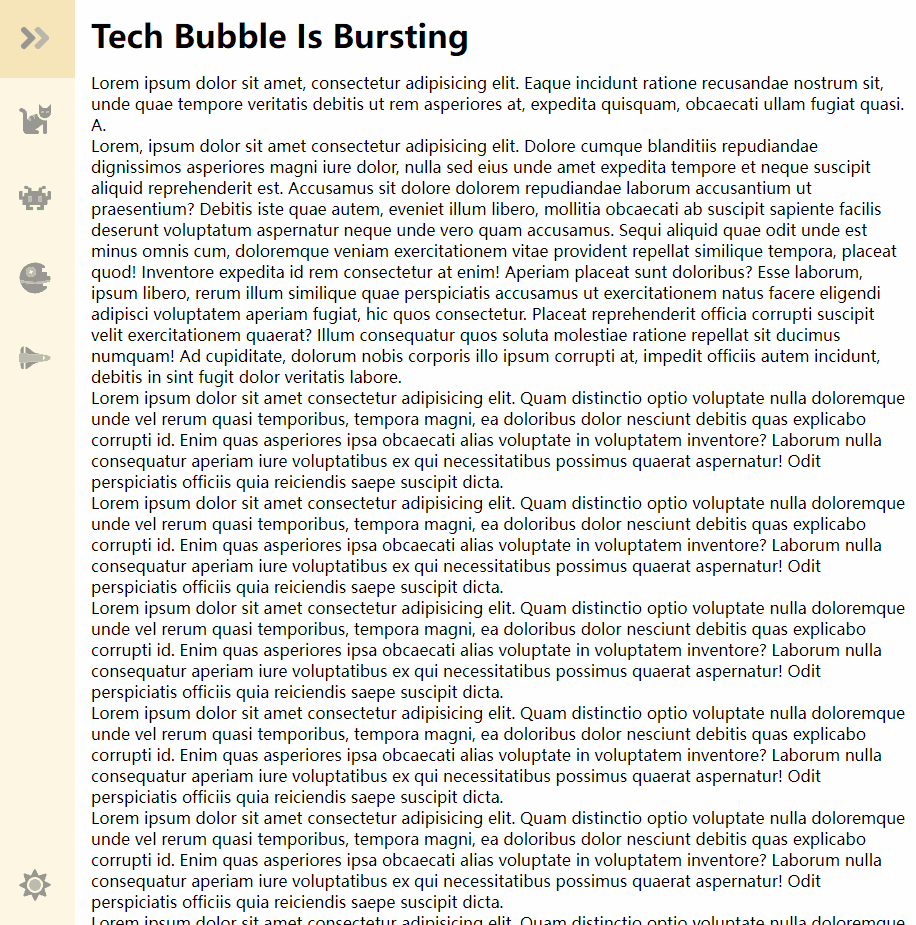 Tech Bubble Is Bursting
Lorem ipsum dolor sit amet, consectetur adipisicing elit. Eaque incidunt ratione recusandae nostrum sit,
unde quae tempore veritatis debitis ut rem asperiores at, expedita quisquam, obcaecati ullam fugiat quasi.
A.
Lorem, ipsum dolor sit amet consectetur adipisicing elit. Dolore cumque blanditiis repudiandae
dignissimos asperiores magni iure dolor, nulla sed eius unde amet expedita tempore et neque suscipit
aliquid reprehenderit est. Accusamus sit dolore dolorem repudiandae laborum accusantium ut
praesentium? Debitis iste quae autem, eveniet illum libero, mollitia obcaecati ab suscipit sapiente facilis
deserunt voluptatum aspernatur neque unde vero quam accusamus. Sequi aliquid quae odit unde est
minus omnis cum, doloremque veniam exercitationem vitae provident repellat similique tempora, placeat
quod! Inventore expedita id rem consectetur at enim! Aperiam placeat sunt doloribus? Esse laborum,
ipsum libero, rerum illum similique quae perspiciatis accusamus ut exercitationem natus facere eligendi
adipisci voluptatem aperiam fugiat, hic quos consectetur. Placeat reprehenderit officia corrupti suscipit
velit exercitationem quaerat? Illum consequatur quos soluta molestiae ratione repellat sit ducimus
numquam! Ad cupiditate, dolorum nobis corporis illo ipsum corrupti at, impedit officiis autem incidunt,
debitis in sint fugit dolor veritatis labore.
Lorem ipsum dolor sit amet consectetur adipisicing elit. Quam distinctio optio voluptate nulla doloremque
unde vel rerum quasi temporibus, tempora magni, ea doloribus dolor nesciunt debitis quas explicabo
corrupti id. Enim quas asperiores ipsa obcaecati alias voluptate in voluptatem inventore? Laborum nulla
consequatur aperiam iure voluptatibus ex qui necessitatibus possimus quaerat aspernatur! Odit
perspiciatis officiis quia reiciendis saepe suscipit dicta.
Lorem ipsum dolor sit amet consectetur adipisicing elit. Quam distinctio optio voluptate nulla doloremque
unde vel rerum quasi temporibus, tempora magni, ea doloribus dolor nesciunt debitis quas explicabo
corrupti id. Enim quas asperiores ipsa obcaecati alias voluptate in voluptatem inventore? Laborum nulla
consequatur aperiam iure voluptatibus ex qui necessitatibus possimus quaerat aspernatur! Odit
perspiciatis officiis quia reiciendis saepe suscipit dicta.
Lorem ipsum dolor sit amet consectetur adipisicing elit. Quam distinctio optio voluptate nulla doloremque
unde vel rerum quasi temporibus, tempora magni, ea doloribus dolor nesciunt debitis quas explicabo
corrupti id. Enim quas asperiores ipsa obcaecati alias voluptate in voluptatem inventore? Laborum nulla
consequatur aperiam iure voluptatibus ex qui necessitatibus possimus quaerat aspernatur! Odit
perspiciatis officiis quia reiciendis saepe suscipit dicta.
Lorem ipsum dolor sit amet consectetur adipisicing elit. Quam distinctio optio voluptate nulla doloremque
unde vel rerum quasi temporibus, tempora magni, ea doloribus dolor nesciunt debitis quas explicabo
corrupti id. Enim quas asperiores ipsa obcaecati alias voluptate in voluptatem inventore? Laborum nulla
consequatur aperiam iure voluptatibus ex qui necessitatibus possimus quaerat aspernatur! Odit
perspiciatis officiis quia reiciendis saepe suscipit dicta.
Lorem ipsum dolor sit amet consectetur adipisicing elit. Quam distinctio optio voluptate nulla doloremque
unde vel rerum quasi temporibus, tempora magni, ea doloribus dolor nesciunt debitis quas explicabo
corrupti id. Enim quas asperiores ipsa obcaecati alias voluptate in voluptatem inventore? Laborum nulla
consequatur aperiam iure voluptatibus ex qui necessitatibus possimus quaerat aspernatur! Odit
perspiciatis officiis quia reiciendis saepe suscipit dicta.
Lorem ipsum dolor sit amet consectetur adipisicing elit. Quam distinctio optio voluptate nulla doloremque